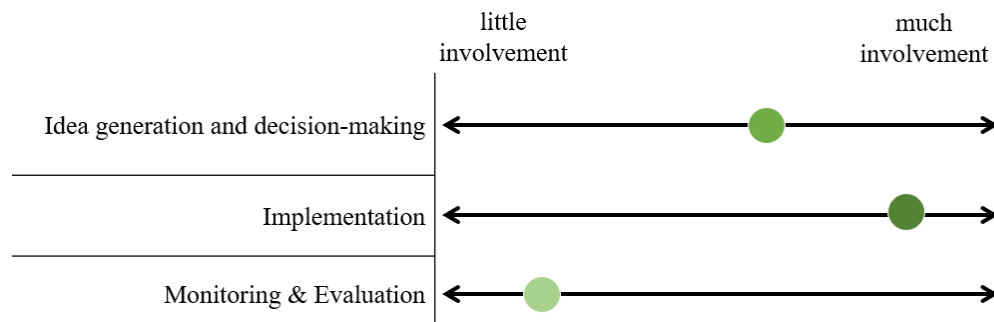 little
involvement
much
involvement
Idea generation and decision-making
Implementation
Monitoring & Evaluation